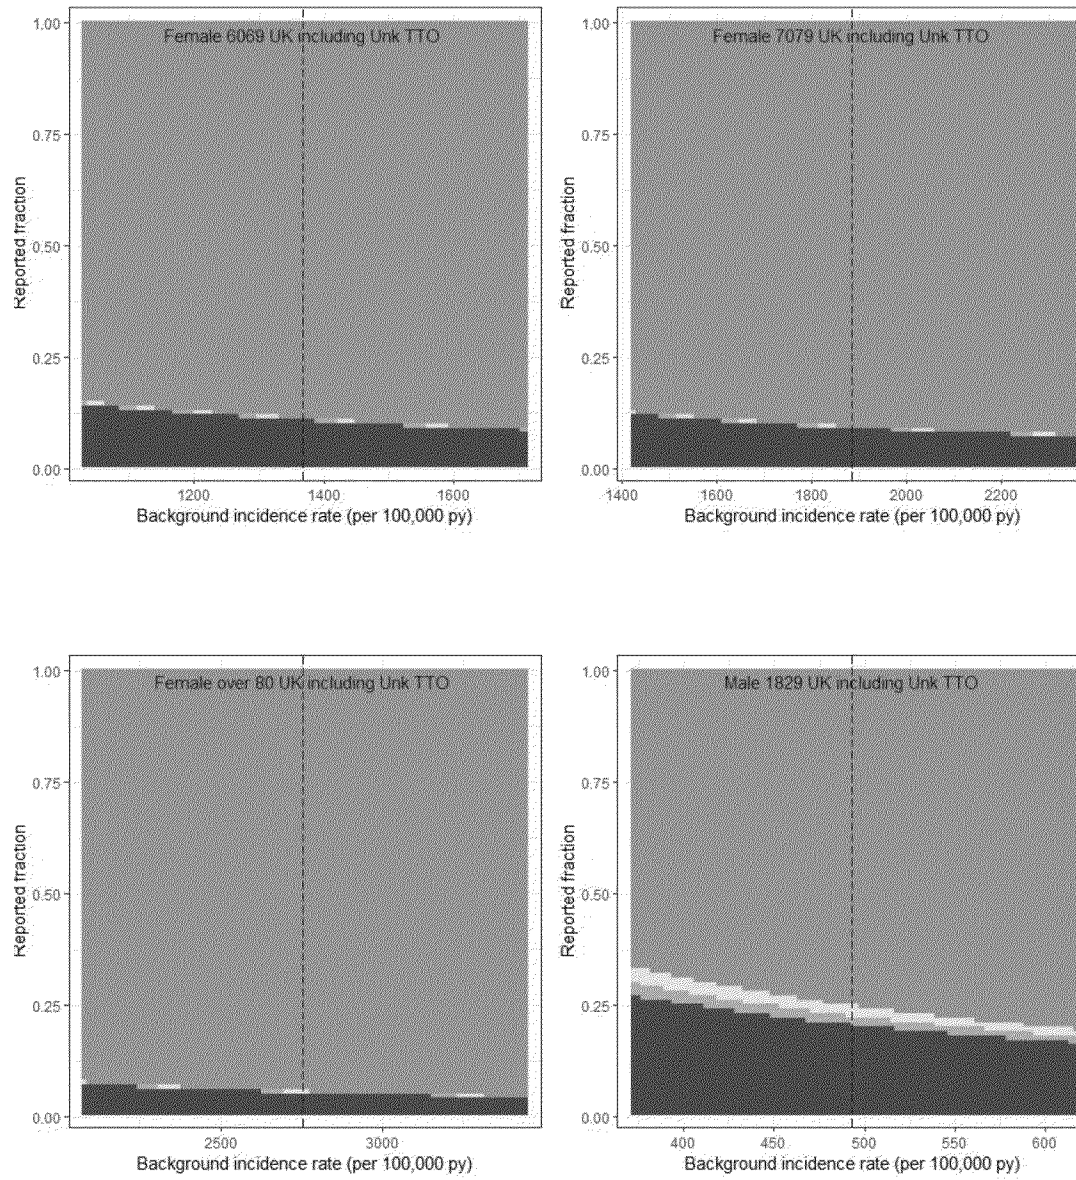 Female 6069 UK including Unk TTO
1.00
0.75
0.50
0.25
0.00
Reported fraction
1200
1400
1600
Background incidence rate (per 100,000 py)
Female 7079 UK including Unk TTO
1.00
0.75
0.50
0.25
0.00
Reported fraction
1400
1600
1800
2000
2200
Background incidence rate (per 100,000 py)
Female over 80 UK including Unk TTO
1.00
0.75
0.50
0.25
0.00
Reported fraction
2500
3000
Background incidence rate (per 100,000 py)
Male 1829 UK including Unk TTO
1.00
0.75
0.50
0.25
0.00
Reported fraction
400
450
500
550
600
Background incidence rate (per 100,000 py)